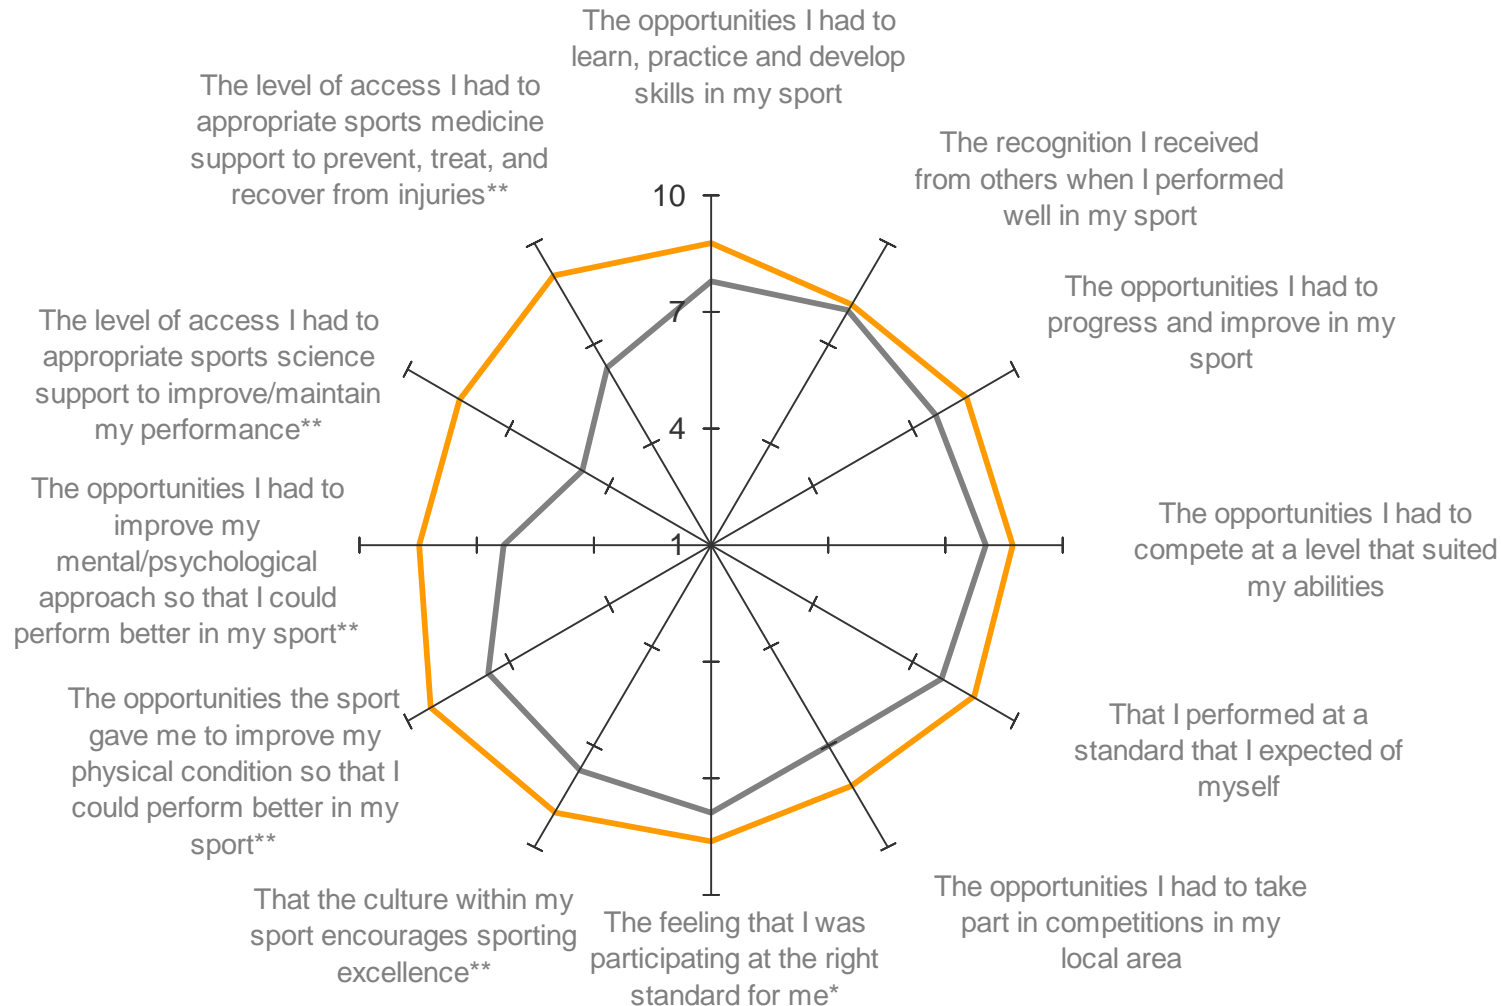 The opportunities I had to
learn, practice and develop
skills in my sport
The recognition I received
from others when I performed
well in my sport
The opportunities I had to
progress and improve in my
sport
The opportunities I had to
compete at a level that suited
my abilities
That I performed at a
standard that I expected of
myself
The opportunities I had to take
part in competitions in my
local area
The feeling that I was
participating at the right
standard for me*
That the culture within my
sport encourages sporting
excellence**
The opportunities the sport
gave me to improve my
physical condition so that I
could perform better in my
sport**
The opportunities I had to
improve my
mental/psychological
approach so that I could
perform better in my sport**
The level of access I had to
appropriate sports science
support to improve/maintain
my performance**
The level of access I had to
appropriate sports medicine
support to prevent, treat, and
recover from injuries**
10
7
4
1